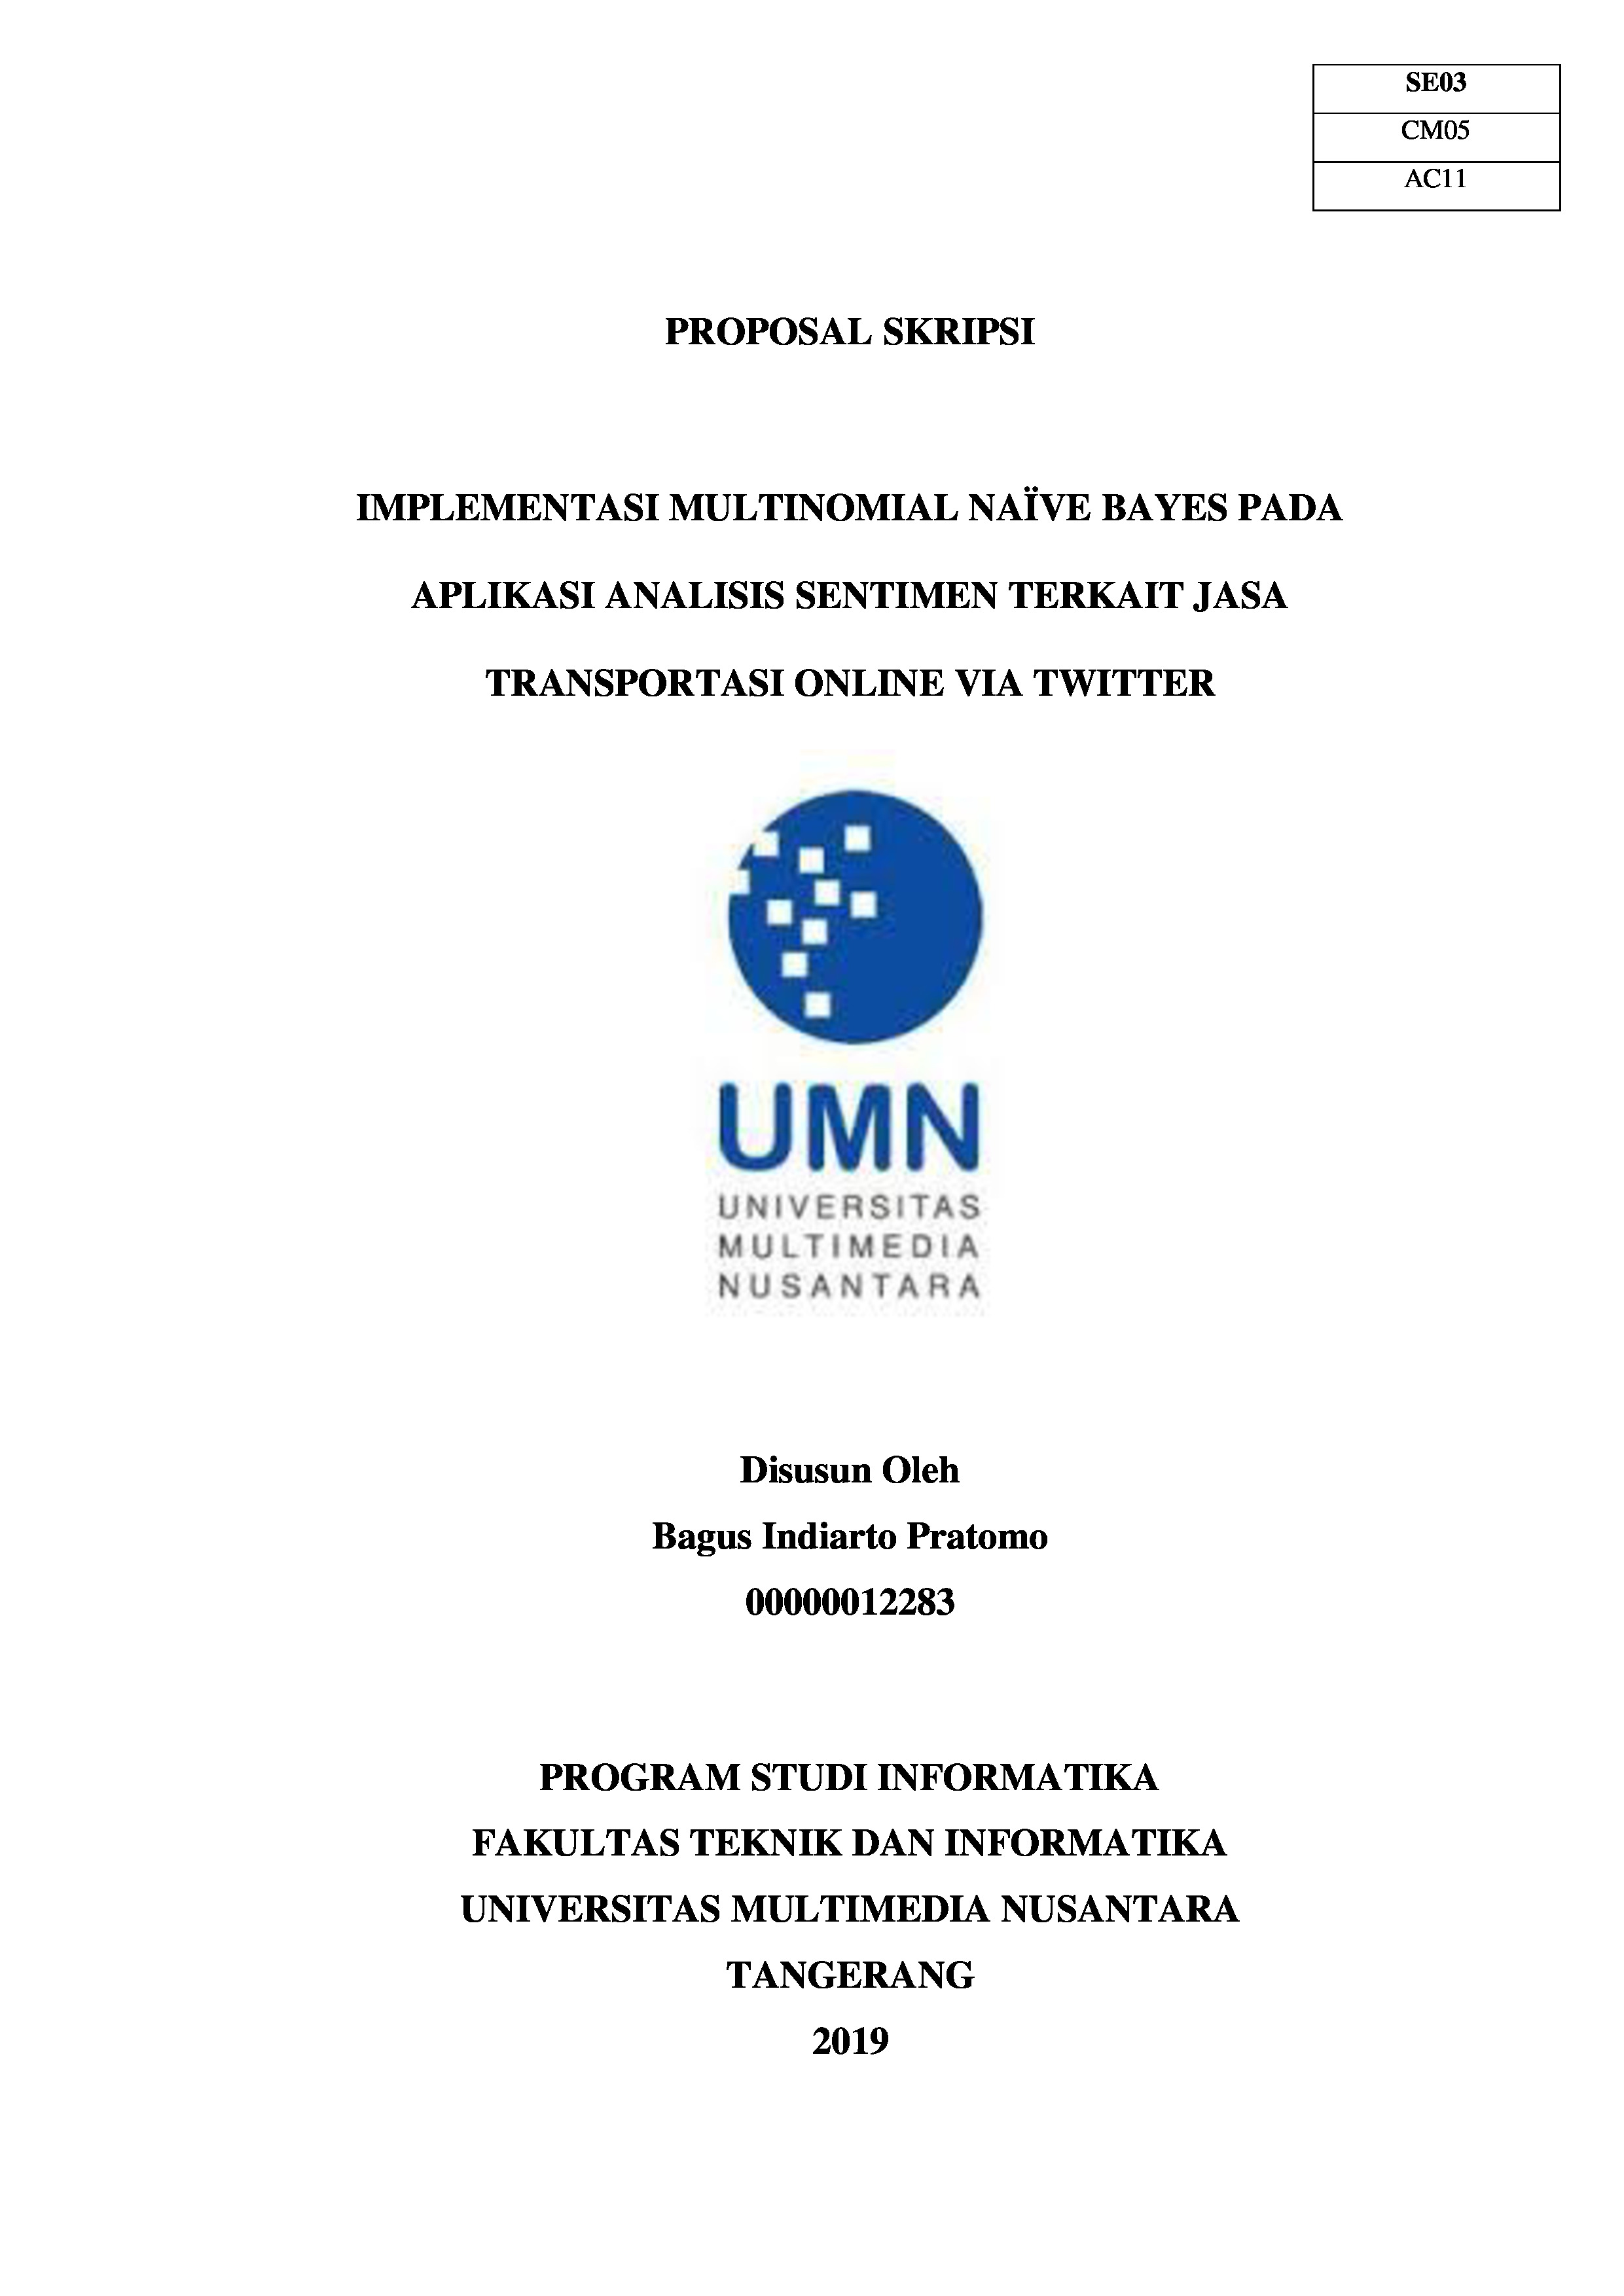 SE03
CM05
AC11
PROPOSAL SKRIPSI
IMPLEMENTASI MULTINOMIAL NAÏVE BAYES PADA
APLIKASI ANALISIS SENTIMEN TERKAIT JASA
TRANSPORTASI ONLINE VIA TWITTER
UMN
UNIVERSITAS
MULTIMEDIA
NUSANTARA
Disusun Oleh
Bagus Indiarto Pratomo
00000012283
PROGRAM STUDI INFORMATIKA
FAKULTAS TEKNIK DAN INFORMATIKA
UNIVERSITAS MULTIMEDIA NUSANTARA
TANGERANG
2019